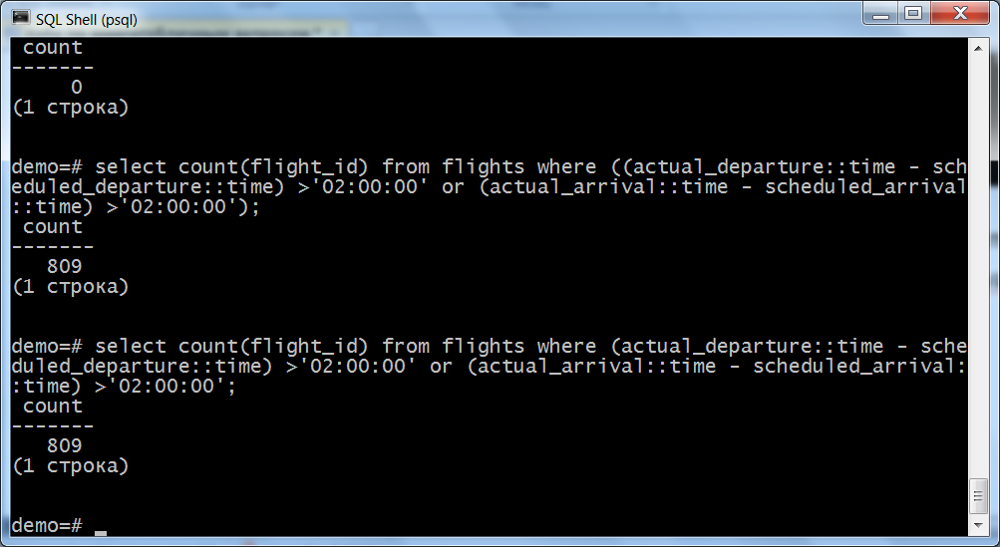 SQL Shell (psql)
 count
-------
     0
(1 строка)
demo=# select count(flight_id) from flights where ((actual_departure::time - sch
eduled_departure::time) >'02:00:00' or (actual_arrival::time - scheduled_arrival
::time) >'02:00:00');
 count
-------
   809
(1 строка)
demo=# select count(flight_id) from flights where (actual_departure::time - sche
duled_departure::time) >'02:00:00' or (actual_arrival::time - scheduled_arrival:
:time) >'02:00:00';
 count
-------
   809
(1 строка)
demo=# _